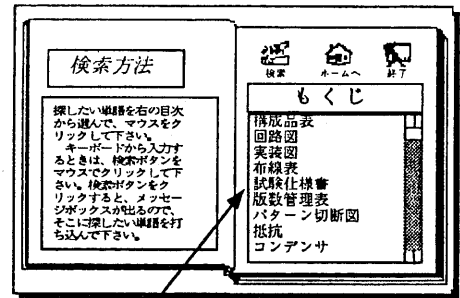 検索方法
探したい単語を右の目次
から選んで、マウスをク
リックして下さい。
キーボードから入力す
るときは、検索ボタンを
マウスでクリックして下
さい。検索ボタンをク
リックすると、メッセー
ジボックスが出るので、
そこに探したい単語を打
ち込んで下さい。
検索 ホームへ 終了
もくじ
構成品表
回路図
実装図
布線表
試験仕様書
版数管理表
パターン切断図
抵抗
コンデンサ